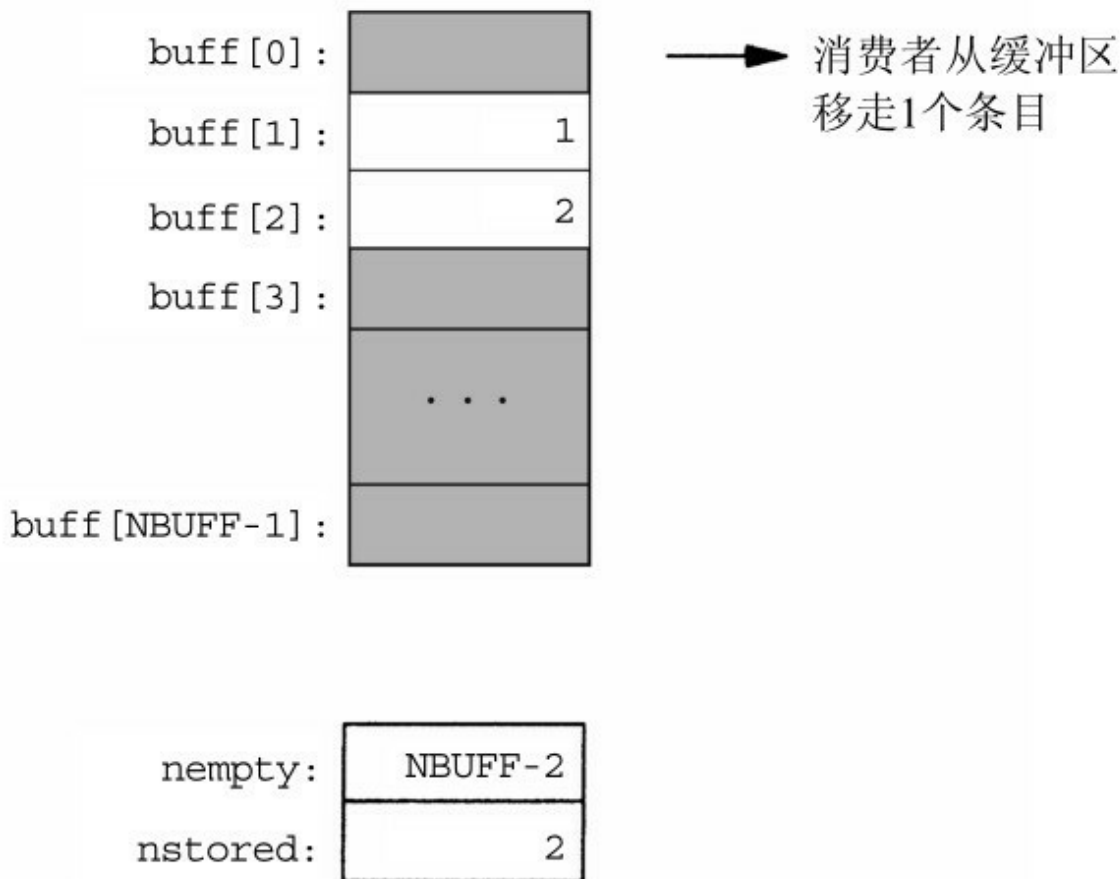 buff[0]:
消费者从缓冲区
移走1个条目
buff[1]: 1
buff[2]: 2
buff[3]:
. . .
buff[NBUFF-1]:
nempty: NBUFF-2
nstored: 2